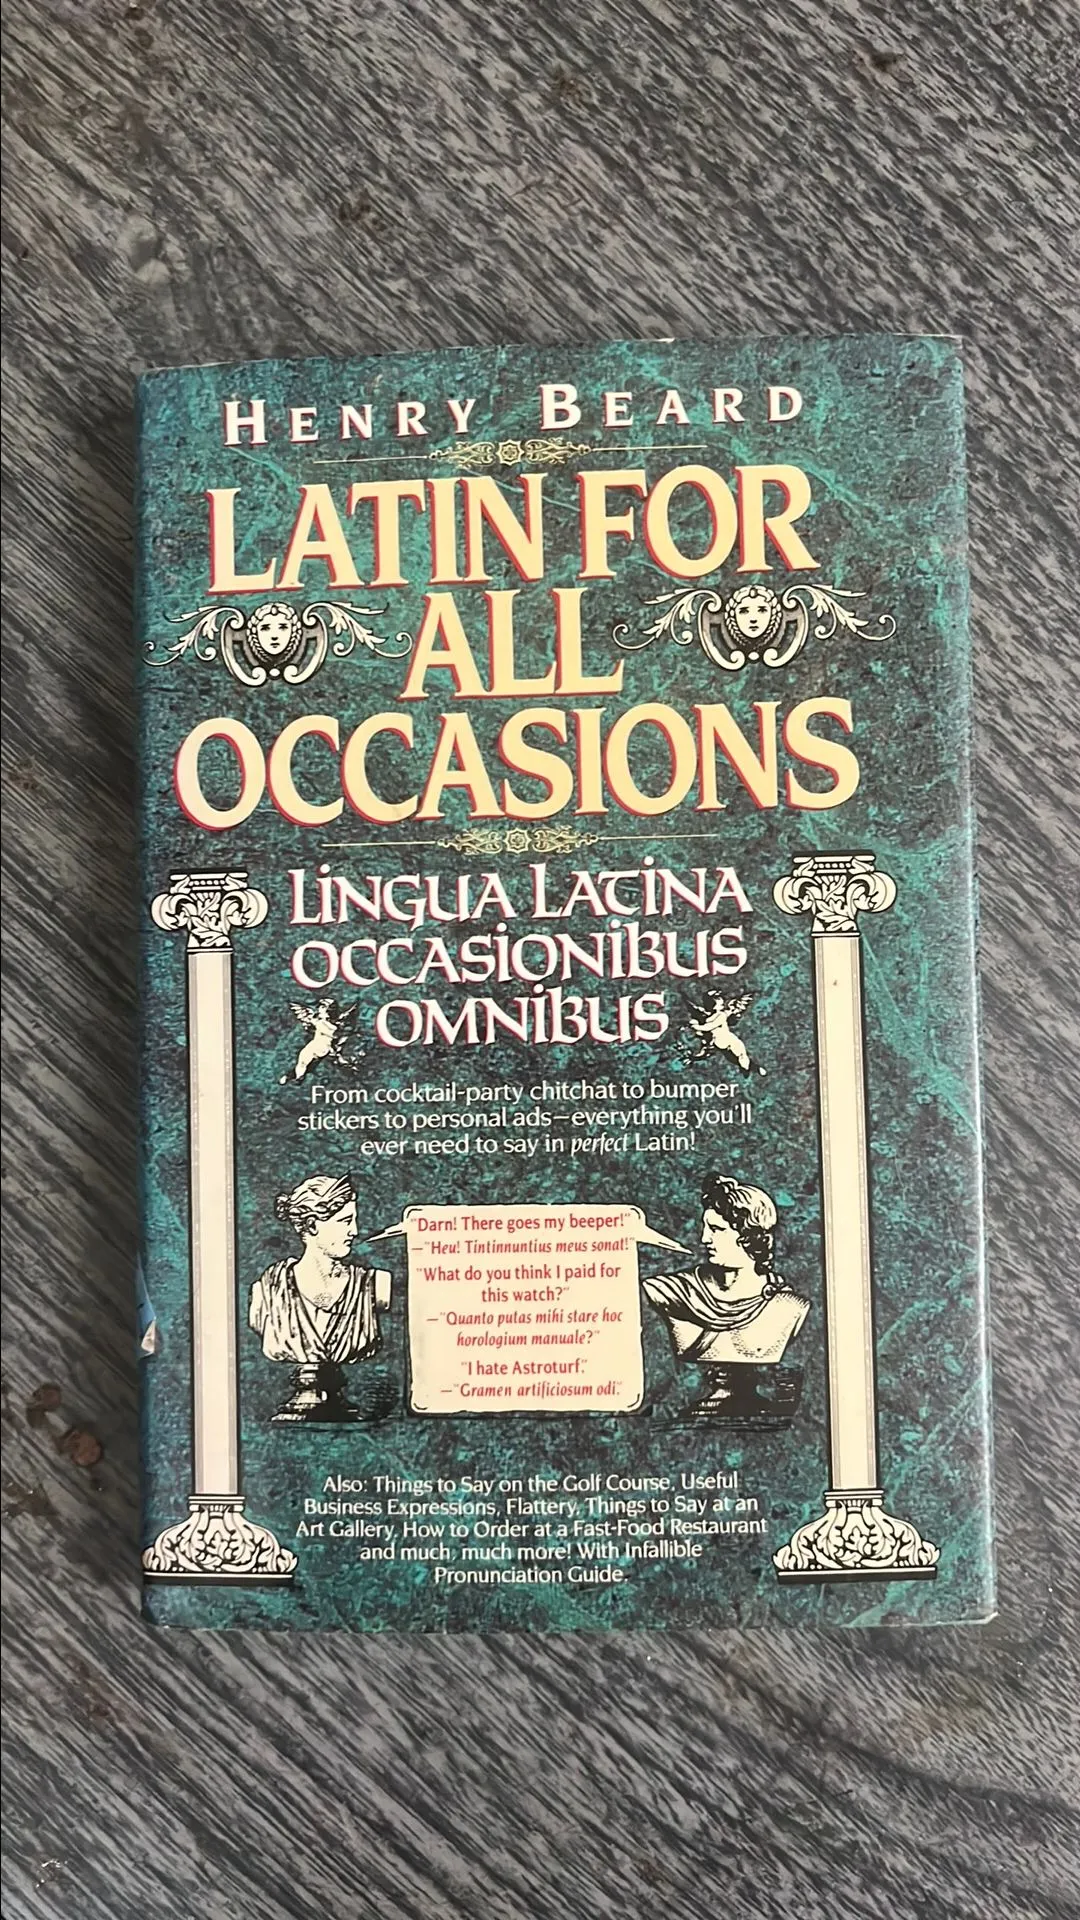 HENRY BEARD
LATIN FOR
ALL
OCCASIONS
LINGUA LATINA
OCCASIONIBUS
OMNIBUS
From cocktail-party chitchat to bumper
stickers to personal ads—everything you'll
ever need to say in perfect Latin!
"Darn! There goes my beeper!"
—"Heu! Tintinnuntius meus sonat!"
"What do you think I paid for
this watch?"
—"Quanto putas mihi stare hoc
horologium manuale?"
"I hate Astroturf."
—"Gramen artificiosum odi."
Also: Things to Say on the Golf Course, Useful
Business Expressions, Flattery, Things to Say at an
Art Gallery, How to Order at a Fast-Food Restaurant
and much, much more! With Infallible
Pronunciation Guide.